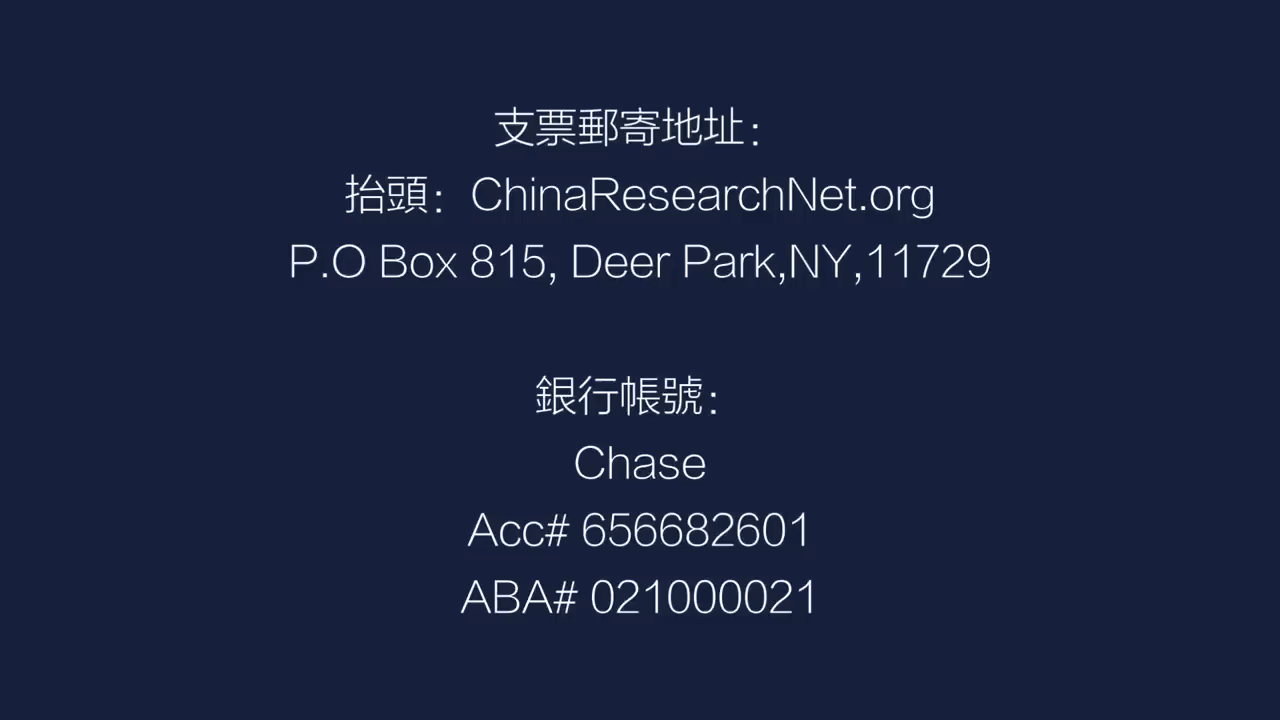 支票郵寄地址：
抬頭：ChinaResearchNet.org
P.O Box 815, Deer Park,NY,11729
銀行帳號：
Chase
Acc# 656682601
ABA# 021000021